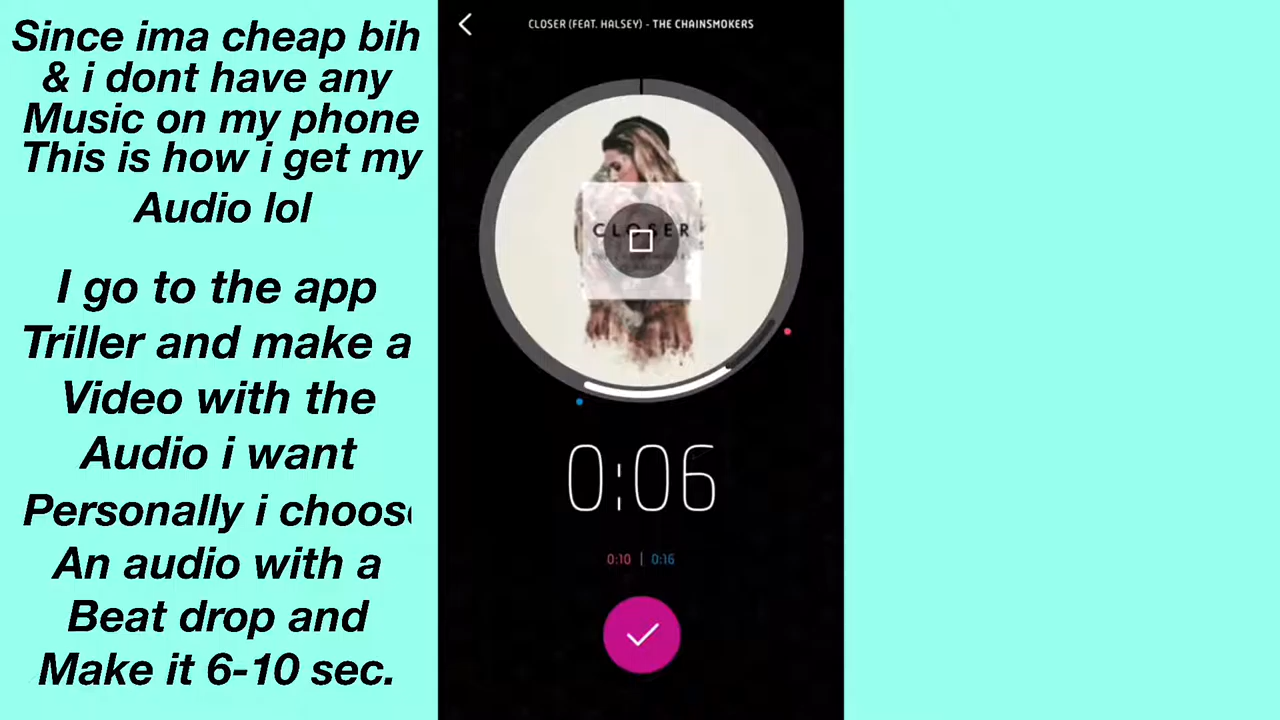 Since ima cheap bih
& i dont have any
Music on my phone
This is how i get my
Audio lol
I go to the app
Triller and make a
Video with the
Audio i want
Personally i choose
An audio with a
Beat drop and
Make it 6-10 sec.
CLOSER (FEAT. HALSEY) - THE CHAINSMOKERS
CLOSER
0:06
0:10 | 0:16